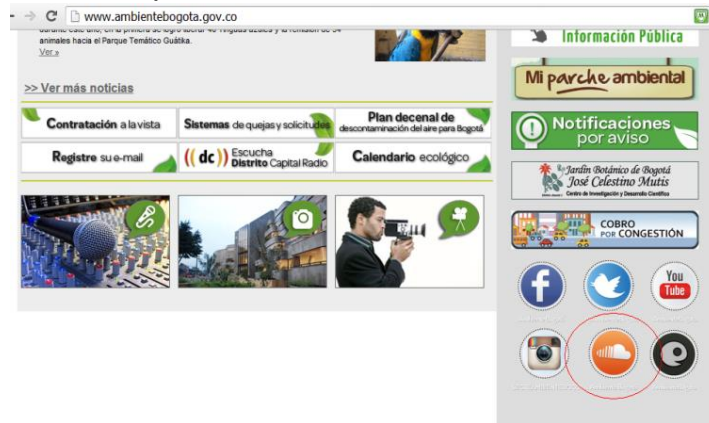 www.ambientebogota.gov.co
animales hacia el Parque Temático Guátika.
Ver »
>> Ver más noticias
Contratación a la vista
Sistemas de quejas y solicitudes
Plan decenal de
descontaminación del aire para Bogotá
Registre su e-mail
((dc)) Escucha
Distrito Capital Radio
Calendario ecológico
Información Pública
Mi parche ambiental
Notificaciones
por aviso
Jardín Botánico de Bogotá
José Celestino Mutis
Centro de Investigación y Desarrollo Científico
COBRO
POR CONGESTIÓN
You
Tube